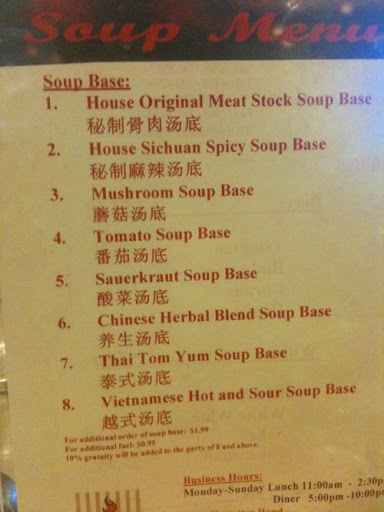 Soup Menu
Soup Base:
1. House Original Meat Stock Soup Base
秘制骨肉汤底
2. House Sichuan Spicy Soup Base
秘制麻辣汤底
3. Mushroom Soup Base
蘑菇汤底
4. Tomato Soup Base
番茄汤底
5. Sauerkraut Soup Base
酸菜汤底
6. Chinese Herbal Blend Soup Base
养生汤底
7. Thai Tom Yum Soup Base
泰式汤底
8. Vietnamese Hot and Sour Soup Base
越式汤底
For additional order of soup base: $1.99
For additional fuel: $0.99
10% gratuity will be added to the party of 8 and above.
Business Hours:
Monday-Sunday Lunch 11:00am - 2:30p
Diner 5:00pm -10:00p
Road